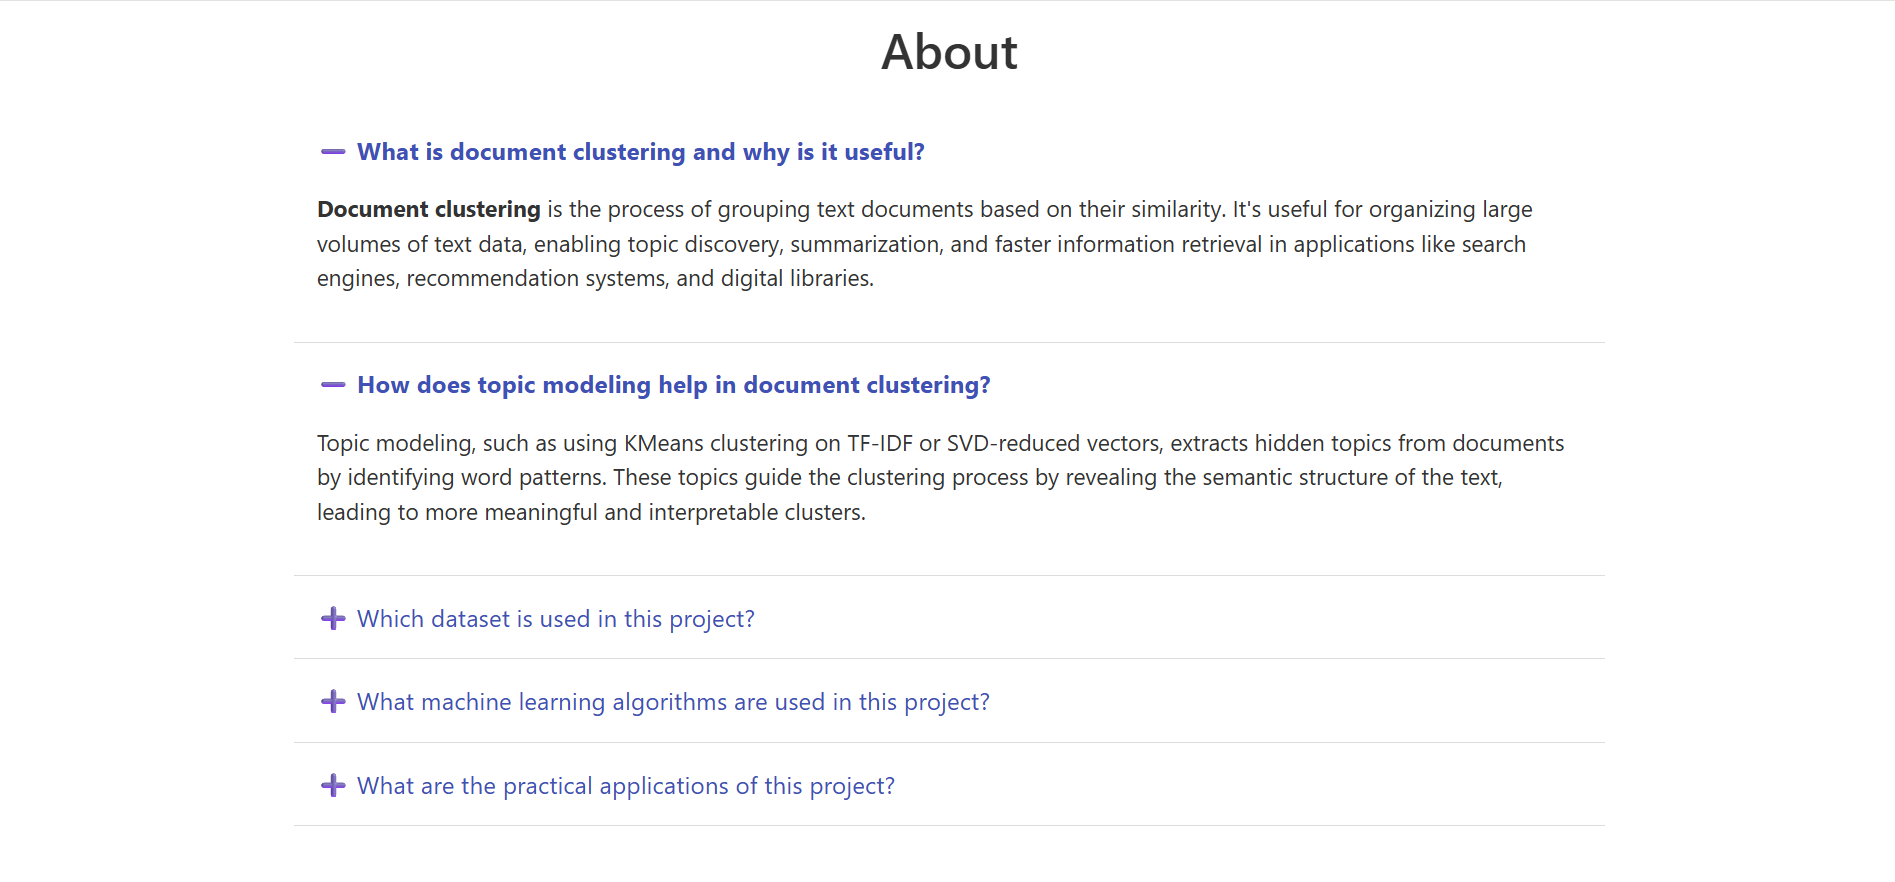 About
What is document clustering and why is it useful?
Document clustering is the process of grouping text documents based on their similarity. It's useful for organizing large
volumes of text data, enabling topic discovery, summarization, and faster information retrieval in applications like search
engines, recommendation systems, and digital libraries.
How does topic modeling help in document clustering?
Topic modeling, such as using KMeans clustering on TF-IDF or SVD-reduced vectors, extracts hidden topics from documents
by identifying word patterns. These topics guide the clustering process by revealing the semantic structure of the text,
leading to more meaningful and interpretable clusters.
Which dataset is used in this project?
What machine learning algorithms are used in this project?
What are the practical applications of this project?